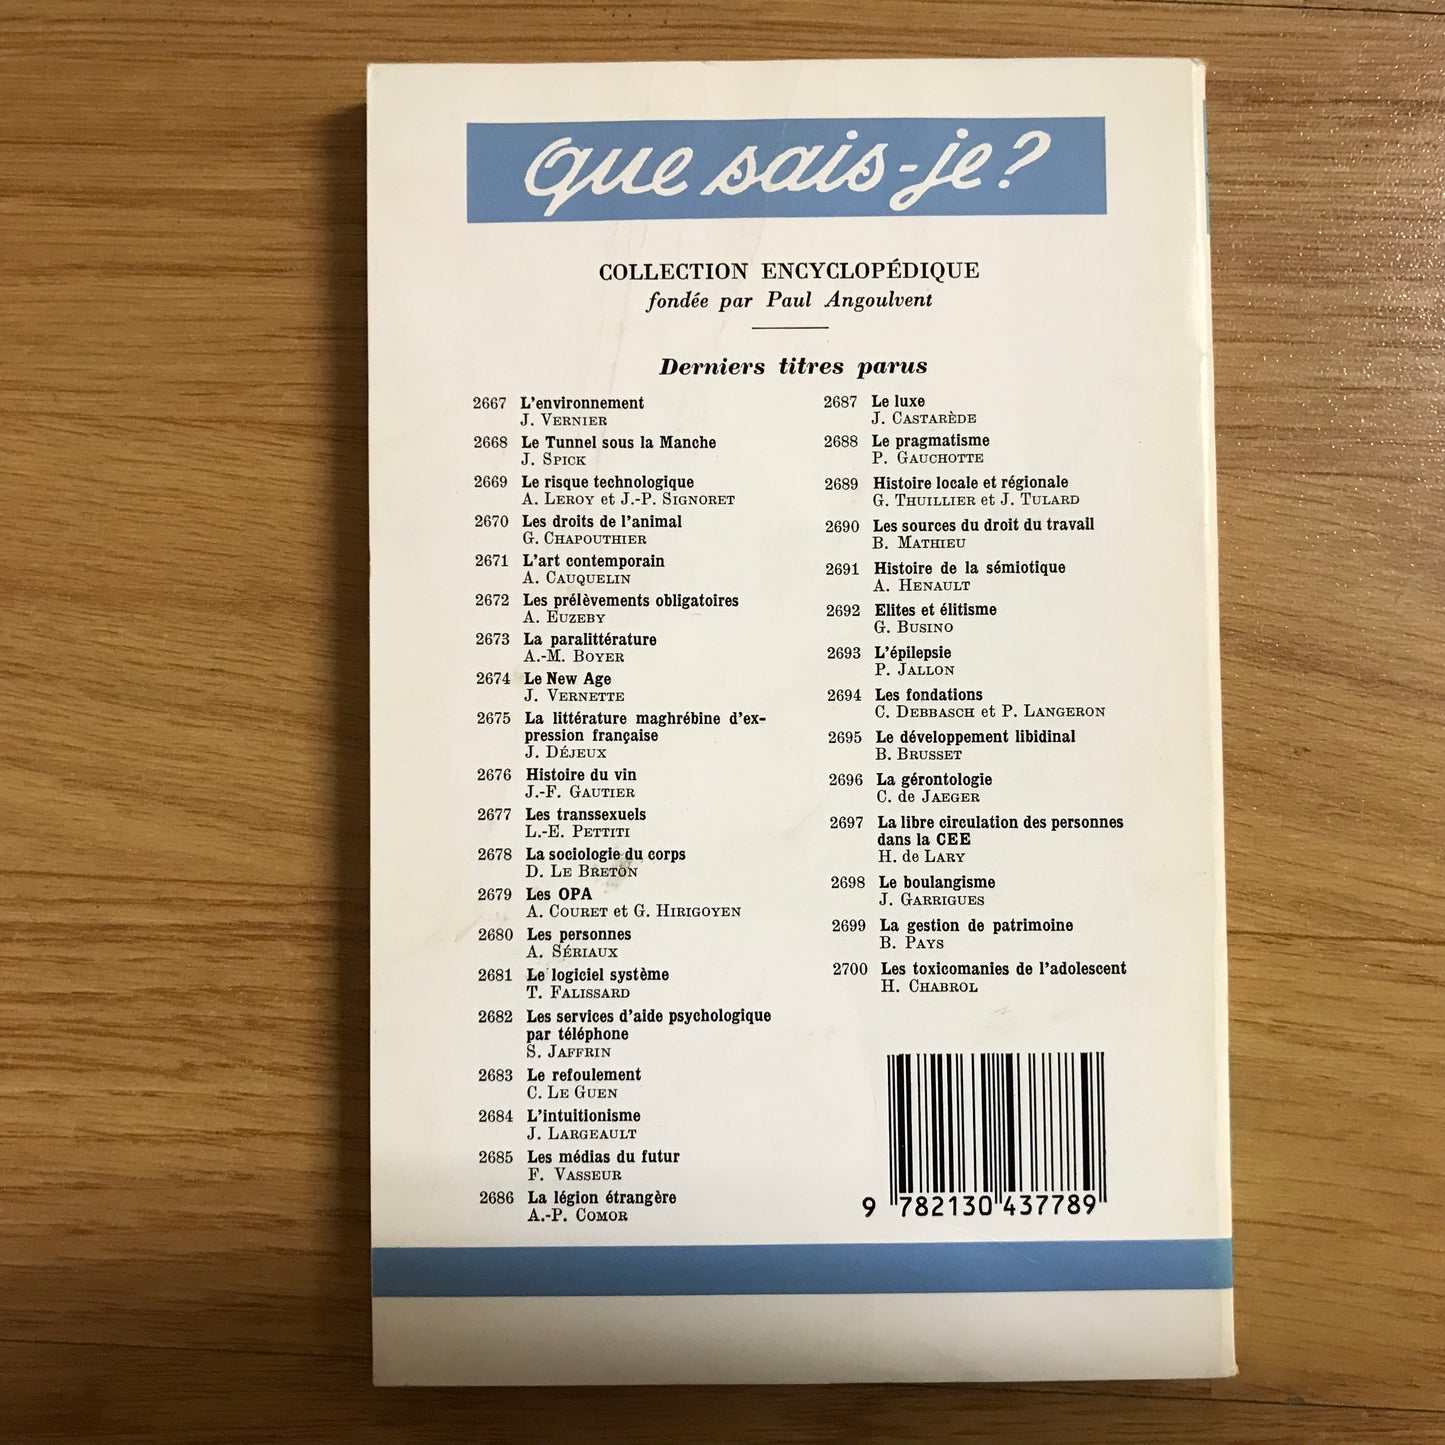 que sais-je?
COLLECTION ENCYCLOPÉDIQUE
fondée par Paul Angoulvent
Derniers titres parus
2667 L'environnement
J. VERNIER
2668 Le Tunnel sous la Manche
J. SPICK
2669 Le risque technologique
A. LEROY et J.-P. SIGNORET
2670 Les droits de l'animal
G. CHAPOUTHIER
2671 L'art contemporain
A. CAUQUELIN
2672 Les prélèvements obligatoires
A. EUZEBY
2673 La paralittérature
A.-M. BOYER
2674 Le New Age
J. VERNETTE
2675 La littérature maghrébine d'ex-
pression française
J. DÉJEUX
2676 Histoire du vin
J.-F. GAUTIER
2677 Les transsexuels
L.-E. PETTITI
2678 La sociologie du corps
D. LE BRETON
2679 Les OPA
A. COURET et G. HIRIGOYEN
2680 Les personnes
A. SÉRIAUX
2681 Le logiciel système
T. FALISSARD
2682 Les services d'aide psychologique
par téléphone
S. JAFFRIN
2683 Le refoulement
C. LE GUEN
2684 L'intuitionisme
J. LARGEAULT
2685 Les médias du futur
F. VASSEUR
2686 La légion étrangère
A.-P. COMOR
2687 Le luxe
J. CASTARÈDE
2688 Le pragmatisme
P. GAUCHOTTE
2689 Histoire locale et régionale
G. THUILLIER et J. TULARD
2690 Les sources du droit du travail
B. MATHIEU
2691 Histoire de la sémiotique
A. HENAULT
2692 Elites et élitisme
G. BUSINO
2693 L'épilepsie
P. JALLON
2694 Les fondations
C. DEBBASCH et P. LANGERON
2695 Le développement libidinal
B. BRUSSET
2696 La gérontologie
C. de JAEGER
2697 La libre circulation des personnes
dans la CEE
H. de LARY
2698 Le boulangisme
J. GARRIGUES
2699 La gestion de patrimoine
B. PAYS
2700 Les toxicomanies de l'adolescent
H. CHABROL
9 782130 437789